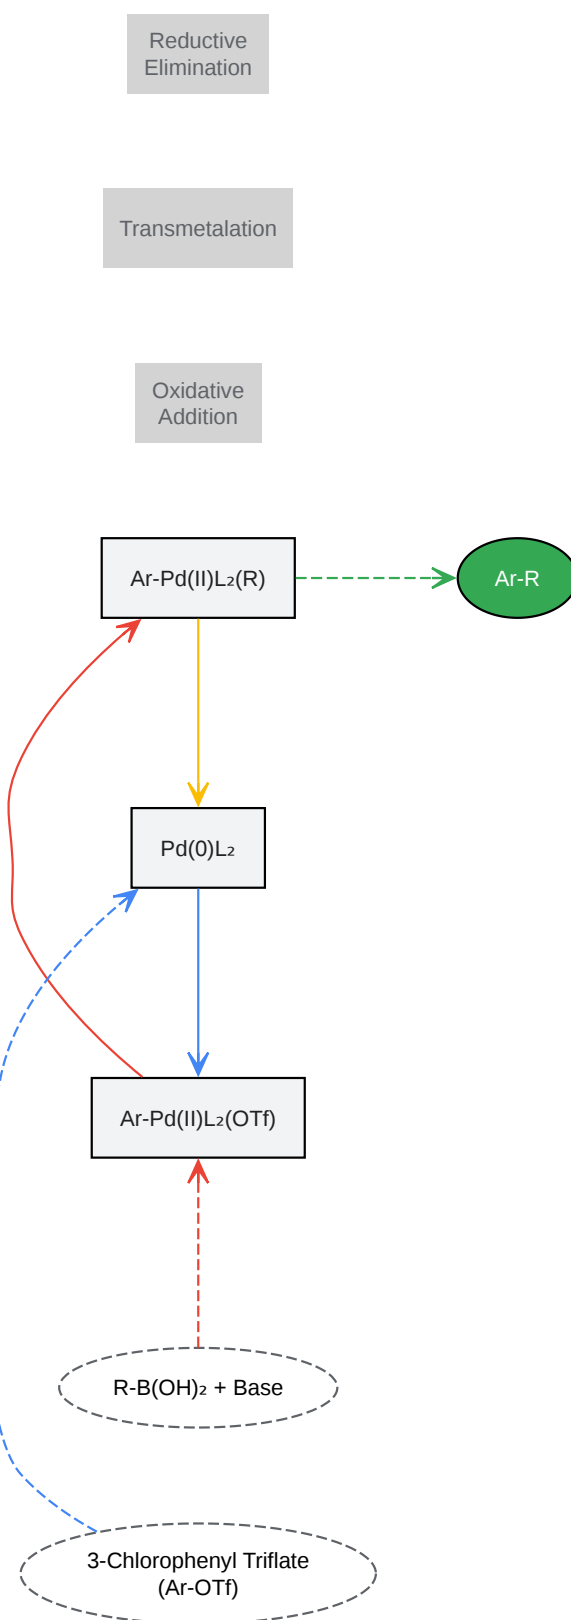 Reductive
Elimination
Transmetalation
Oxidative
Addition
Ar-Pd(II)L₂(R)
Ar-R
Pd(0)L₂
Ar-Pd(II)L₂(OTf)
R-B(OH)₂ + Base
3-Chlorophenyl Triflate
(Ar-OTf)